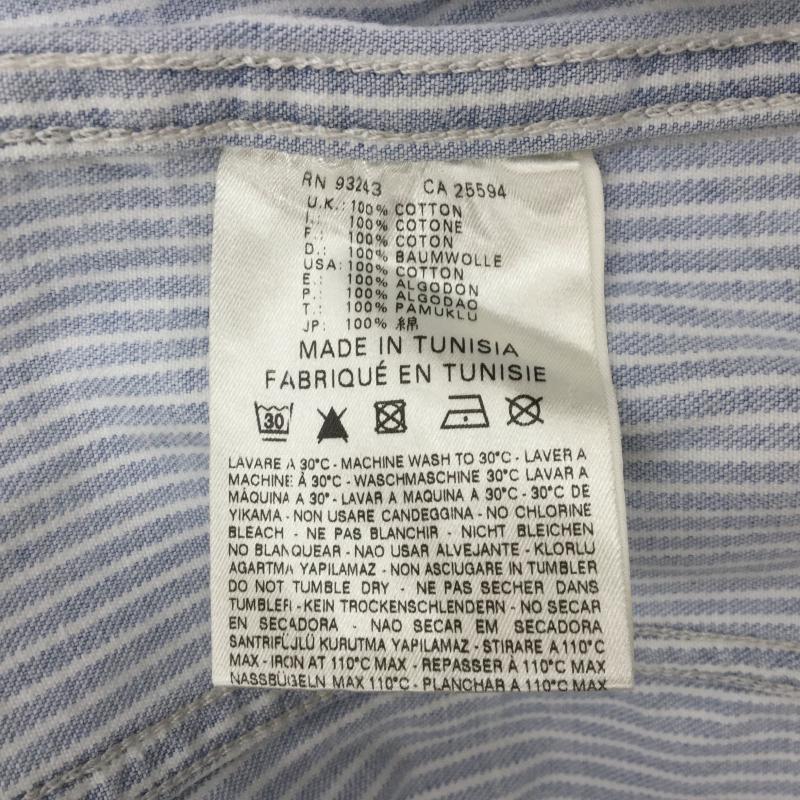 RN 93243 CA 25594
U.K.: 100% COTTON
I.: 100% COTONE
F.: 100% COTON
D.: 100% BAUMWOLLE
USA: 100% COTTON
E.: 100% ALGODON
P.: 100% ALGODAO
T.: 100% PAMUKLU
JP: 100% 綿
MADE IN TUNISIA
FABRIQUÉ EN TUNISIE
30
LAVARE A 30°C - MACHINE WASH TO 30°C - LAVER A
MACHINE À 30°C - WASCHMASCHINE 30°C LAVAR A
MÁQUINA A 30° - LAVAR A MAQUINA A 30°C - 30°C DE
YIKAMA - NON USARE CANDEGGINA - NO CHLORINE
BLEACH - NE PAS BLANCHIR - NICHT BLEICHEN
NO BLANQUEAR - NAO USAR ALVEJANTE - KLORLU
AGARTMA YAPILAMAZ - NON ASCIUGARE IN TUMBLER
DO NOT TUMBLE DRY - NE PAS SECHER DANS
TUMBLER - KEIN TROCKENSCHLENDERN - NO SECAR
EN SECADORA - NAO SECAR EM SECADORA
SANTRIFÜJLÜ KURUTMA YAPILAMAZ - STIRARE A 110°C
MAX - IRON AT 110°C MAX - REPASSER À 110°C MAX
NASSBÜGELN MAX 110°C - PLANCHAR A 110°C MAX